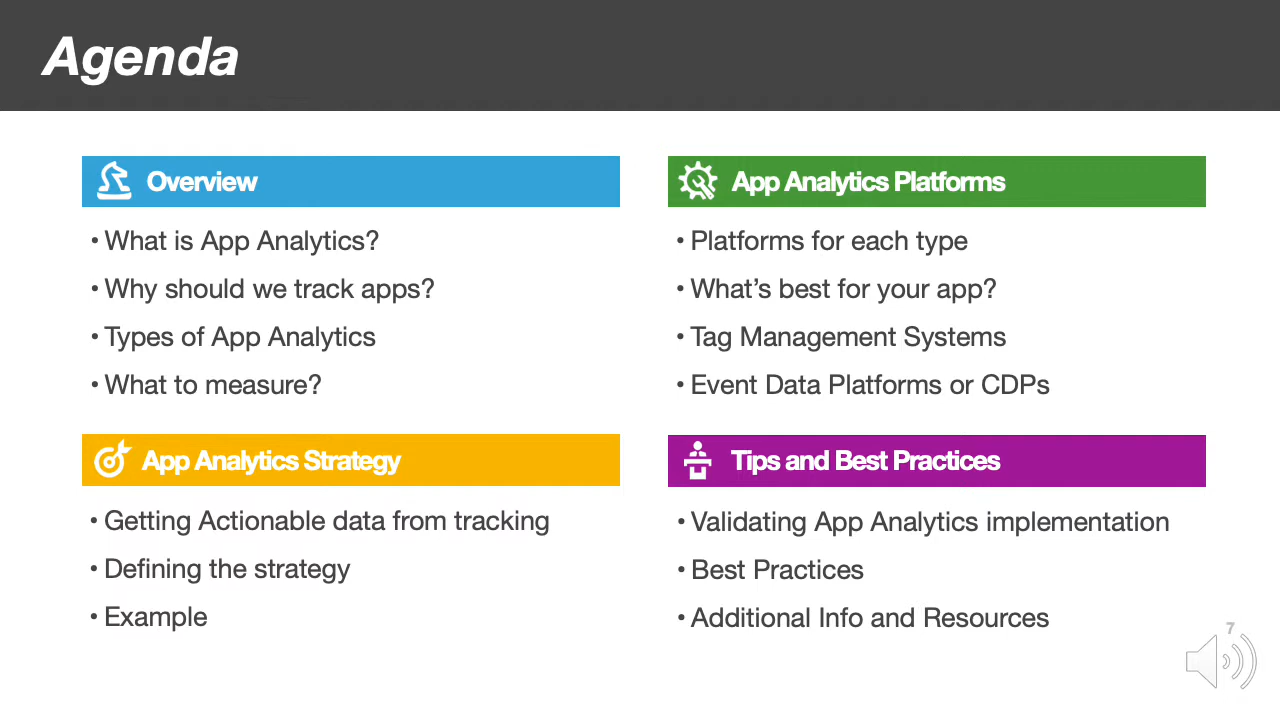 Agenda
Overview
• What is App Analytics?
• Why should we track apps?
• Types of App Analytics
• What to measure?
App Analytics Strategy
• Getting Actionable data from tracking
• Defining the strategy
• Example
App Analytics Platforms
• Platforms for each type
• What’s best for your app?
• Tag Management Systems
• Event Data Platforms or CDPs
Tips and Best Practices
• Validating App Analytics implementation
• Best Practices
• Additional Info and Resources
7